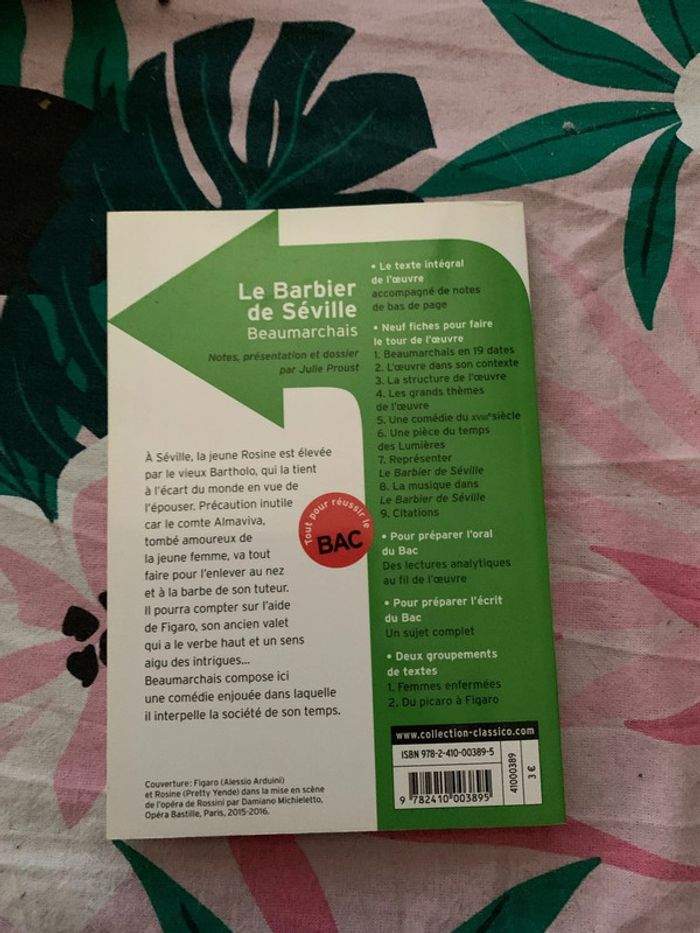 Le Barbier
de Séville
Beaumarchais
Notes, présentation et dossier
par Julie Proust
À Séville, la jeune Rosine est élevée
par le vieux Bartholo, qui la tient
à l'écart du monde en vue de
l'épouser. Précaution inutile
car le comte Almaviva,
tombé amoureux de
la jeune femme, va tout
faire pour l'enlever au nez
et à la barbe de son tuteur.
Il pourra compter sur l'aide
de Figaro, son ancien valet
qui a le verbe haut et un sens
aigu des intrigues...
Beaumarchais compose ici
une comédie enjouée dans laquelle
il interpelle la société de son temps.
Tout pour réussir le
BAC
Couverture : Figaro (Alessio Arduini)
et Rosine (Pretty Yende) dans la mise en scène
de l'opéra de Rossini par Damiano Michieletto,
Opéra Bastille, Paris, 2015-2016.
• Le texte intégral
de l'œuvre
accompagné de notes
de bas de page
• Neuf fiches pour faire
le tour de l'œuvre
1. Beaumarchais en 19 dates
2. L'œuvre dans son contexte
3. La structure de l'œuvre
4. Les grands thèmes
de l'œuvre
5. Une comédie du XVIIIe siècle
6. Une pièce du temps
des Lumières
7. Représenter
Le Barbier de Séville
8. La musique dans
Le Barbier de Séville
9. Citations
• Pour préparer l'oral
du Bac
Des lectures analytiques
au fil de l'œuvre
• Pour préparer l'écrit
du Bac
Un sujet complet
• Deux groupements
de textes
1. Femmes enfermées
2. Du picaro à Figaro
www.collection-classico.com
ISBN 978-2-410-00389-5
9 782410 003895
41000389
3 €